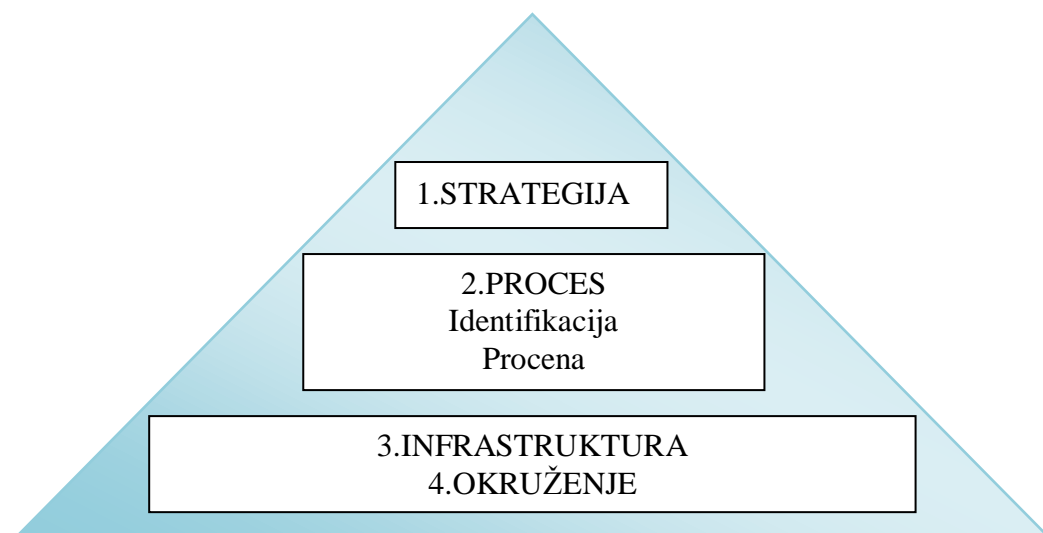 1.STRATEGIJA
2.PROCES
Identifikacija
Procena
3.INFRASTRUKTURA
4.OKRUŽENJE